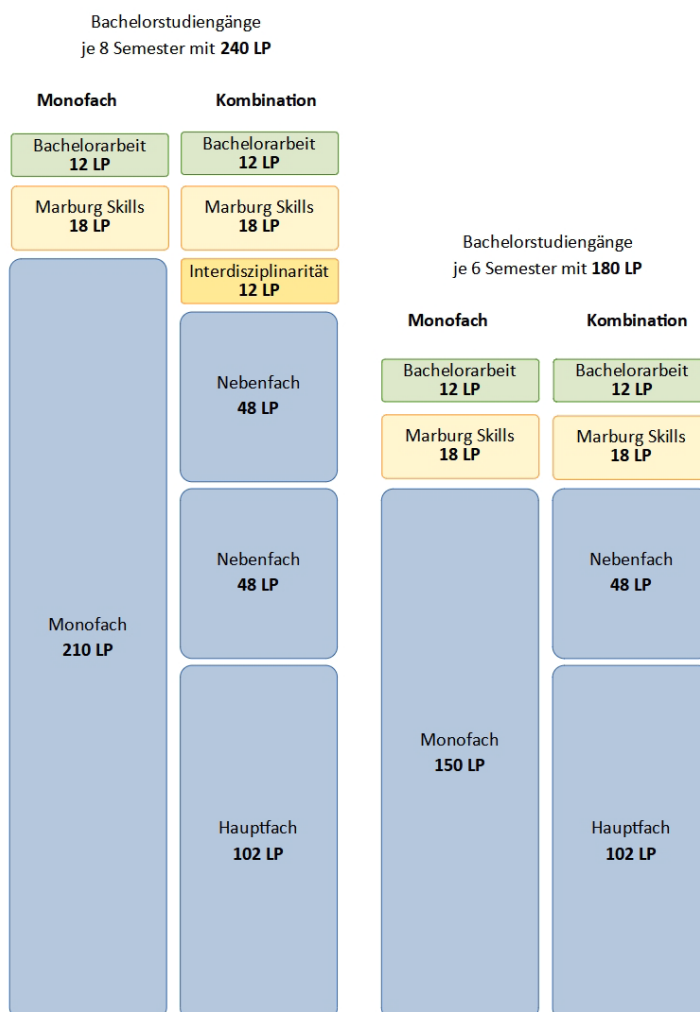 Bachelorstudiengänge
je 8 Semester mit 240 LP
Monofach
Bachelorarbeit
12 LP
Marburg Skills
18 LP
Monofach
210 LP
Kombination
Bachelorarbeit
12 LP
Marburg Skills
18 LP
Interdisziplinarität
12 LP
Nebenfach
48 LP
Nebenfach
48 LP
Hauptfach
102 LP
Bachelorstudiengänge
je 6 Semester mit 180 LP
Monofach
Bachelorarbeit
12 LP
Marburg Skills
18 LP
Monofach
150 LP
Kombination
Bachelorarbeit
12 LP
Marburg Skills
18 LP
Nebenfach
48 LP
Hauptfach
102 LP